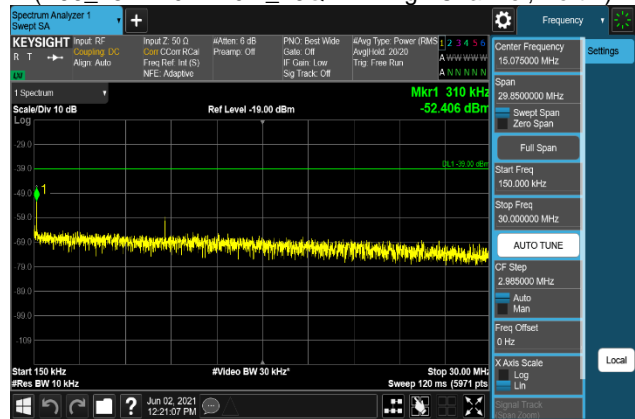 Spectrum Analyzer 1
Swept SA
Frequency
KEYSIGHT
R T
LW
Input: RF
Coupling: DC
Align: Auto
Input Z: 50 Ω
Corr CCorr RCal
Freq Ref: Int (S)
NFE: Adaptive
#Atten: 6 dB
Preamp: Off
PNO: Best Wide
Gate: Off
IF Gain: Low
Sig Track: Off
#Avg Type: Power (RMS
Avg|Hold: 20/20
Trig: Free Run
1 2 3 4 5 6
A WW WW W
A N N N N N
1 Spectrum
Scale/Div 10 dB
Log
Ref Level -19.00 dBm
Mkr1 310 kHz
-52.406 dBm
DL1 -39.00 dBm
1
-29.0
-39.0
-49.0
-59.0
-69.0
-79.0
-89.0
-99.0
-109
Start 150 kHz
#Res BW 10 kHz
#Video BW 30 kHz*
Stop 30.00 MHz
Sweep 120 ms (5971 pts
Center Frequency
15.075000 MHz
Span
29.8500000 MHz
Swept Span
Zero Span
Full Span
Start Freq
150.000 kHz
Stop Freq
30.000000 MHz
AUTO TUNE
CF Step
2.985000 MHz
Auto
Man
Freq Offset
0 Hz
X Axis Scale
Log
Lin
Signal Track
(Span Zoom)
Settings
Local
?
Jun 02, 2021
12:21:07 PM